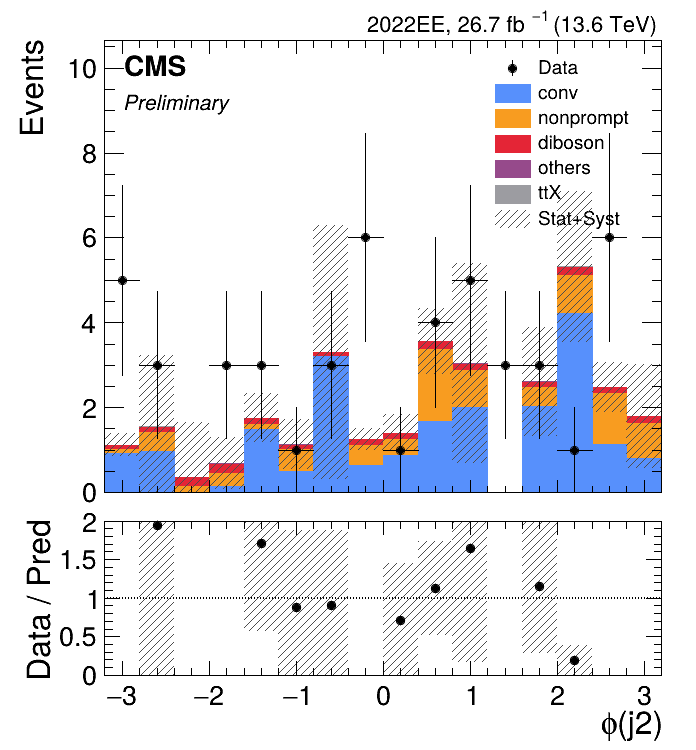 2022EE, 26.7 fb⁻¹ (13.6 TeV)
Events
CMS
Preliminary
Data
conv
nonprompt
diboson
others
ttX
Stat+Syst
10
8
6
4
2
0
Data / Pred
2
1.5
1
0.5
0
−3 −2 −1 0 1 2 3
ϕ(j2)